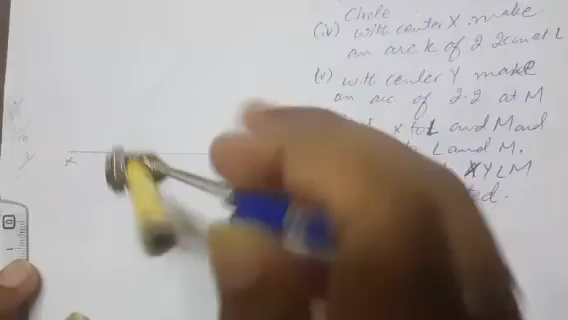 Circle
(iv) with center X make
an arc k of 2.2cm at L
(v) with center Y make
an arc of 2.2 at M
X to L and M and
L and M.
XYLM
ted.
X